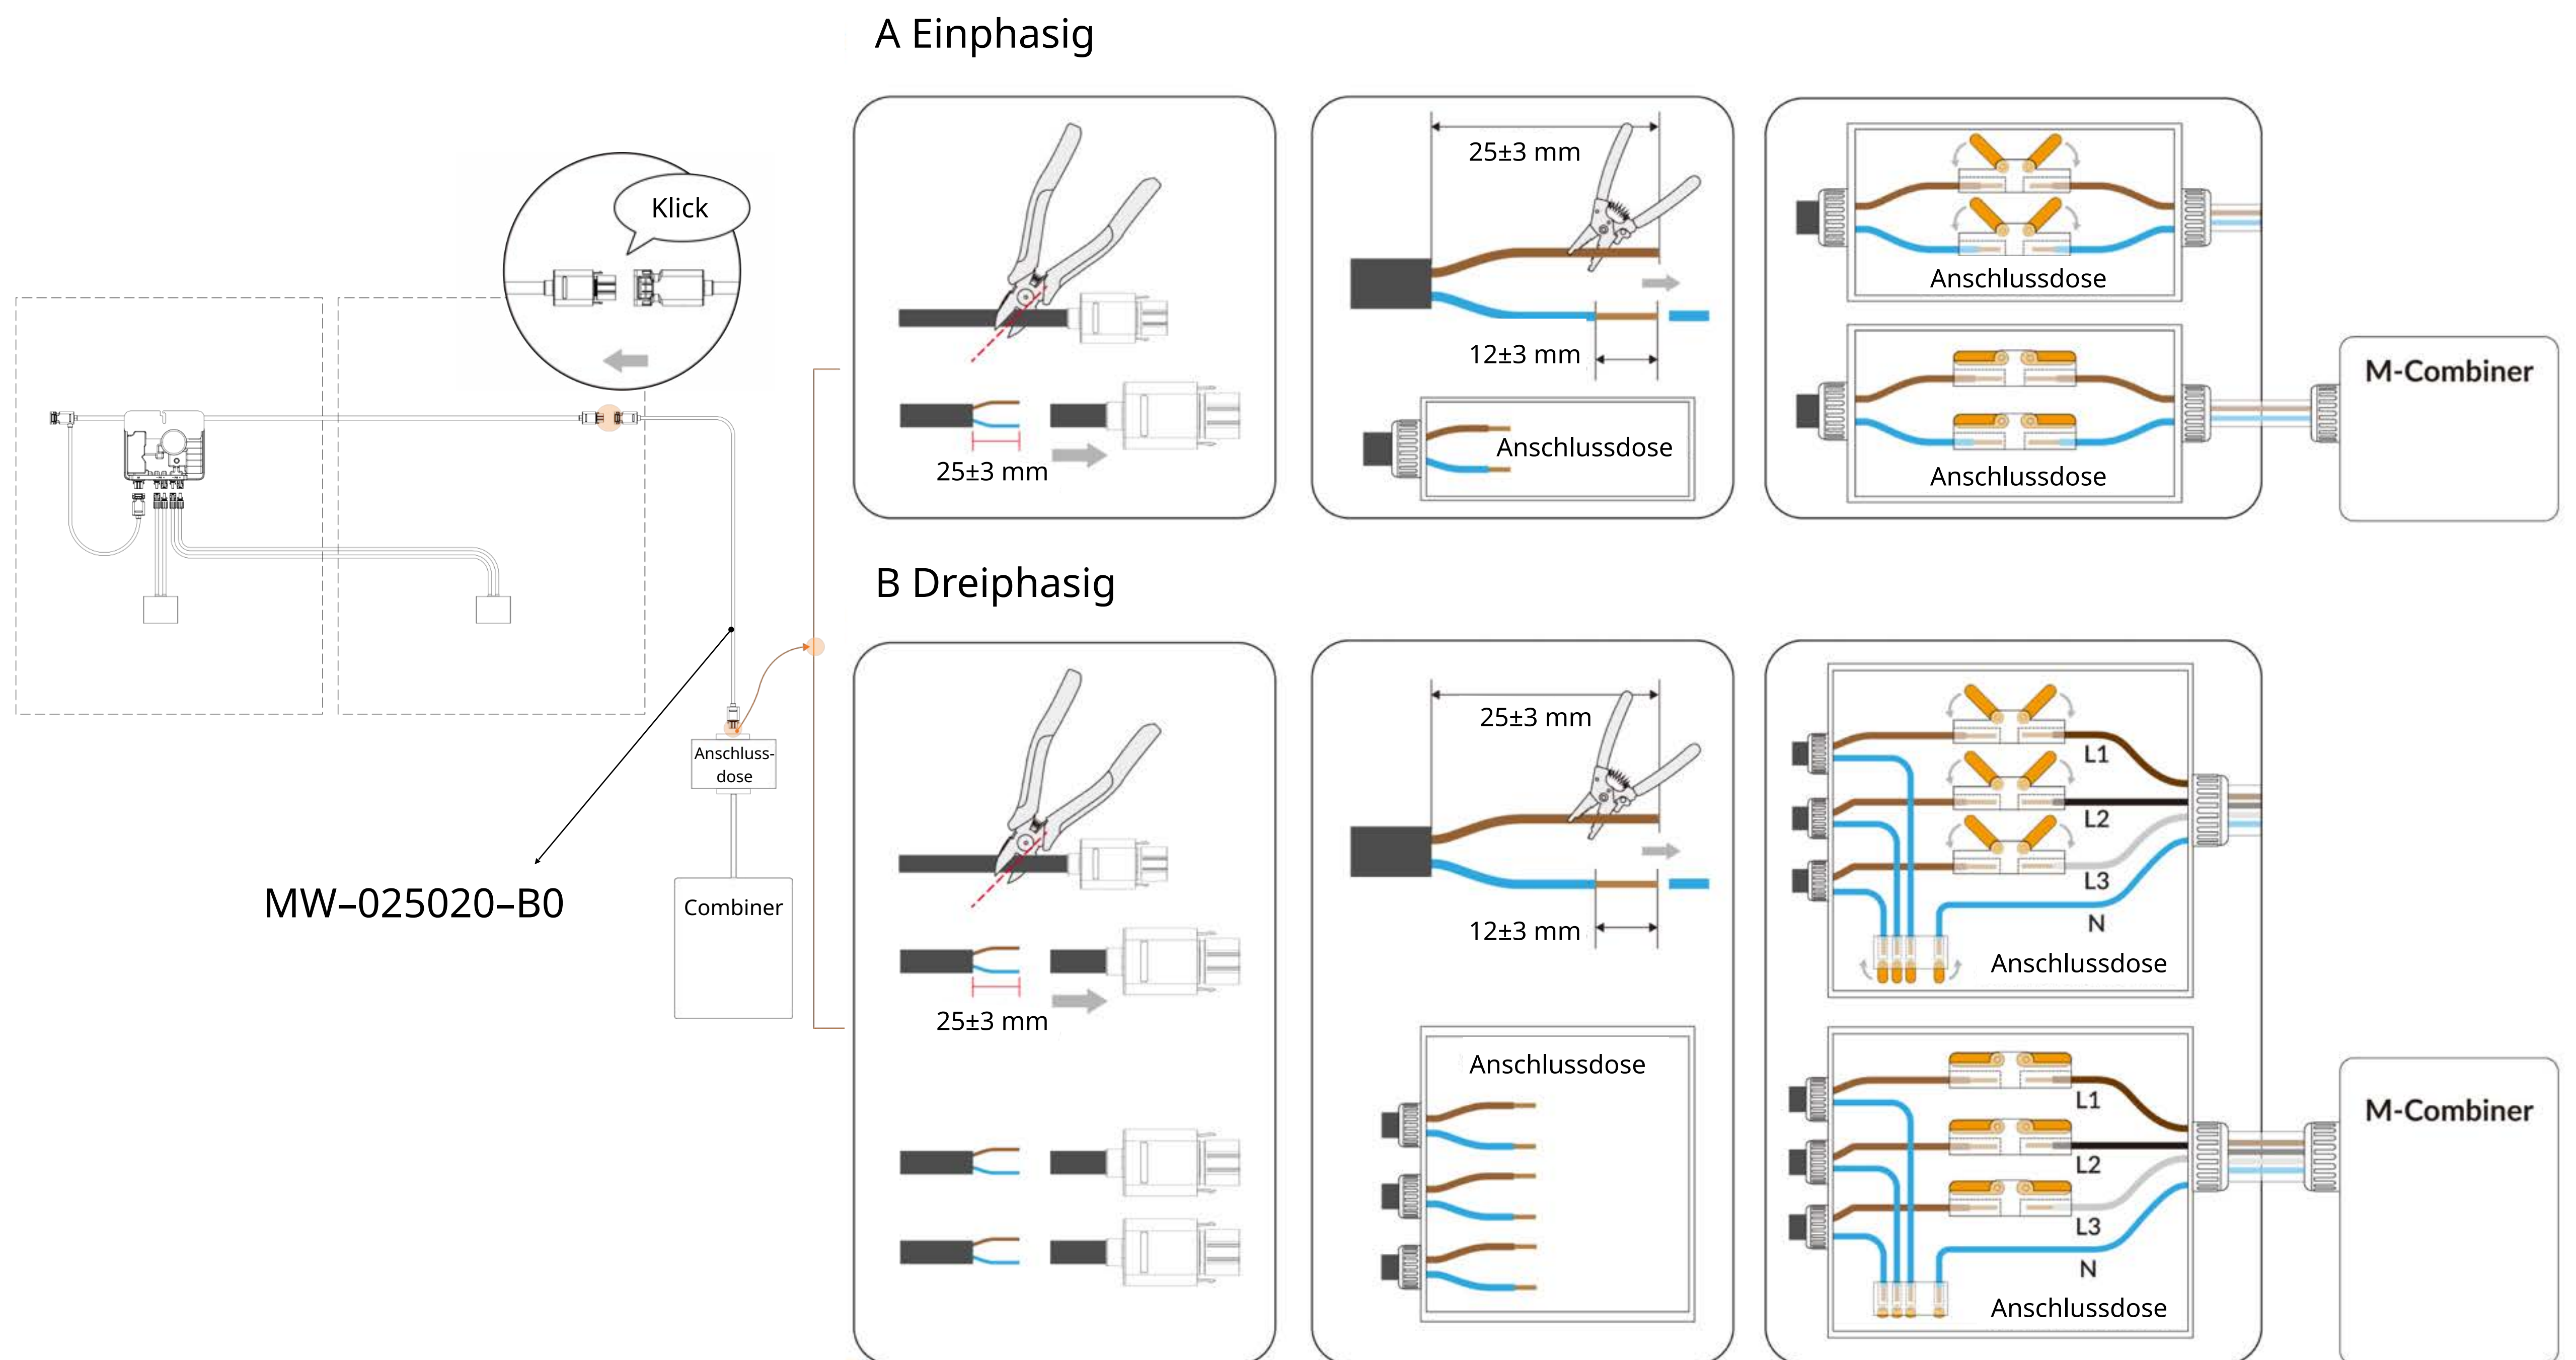 A Einphasig
Klick
25±3 mm
25±3 mm
12±3 mm
Anschlussdose
Anschlussdose
Anschlussdose
M-Combiner
B Dreiphasig
Anschluss-
dose
Combiner
MW–025020–B0
25±3 mm
25±3 mm
12±3 mm
Anschlussdose
L1
L2
L3
N
Anschlussdose
L1
L2
L3
N
Anschlussdose
M-Combiner